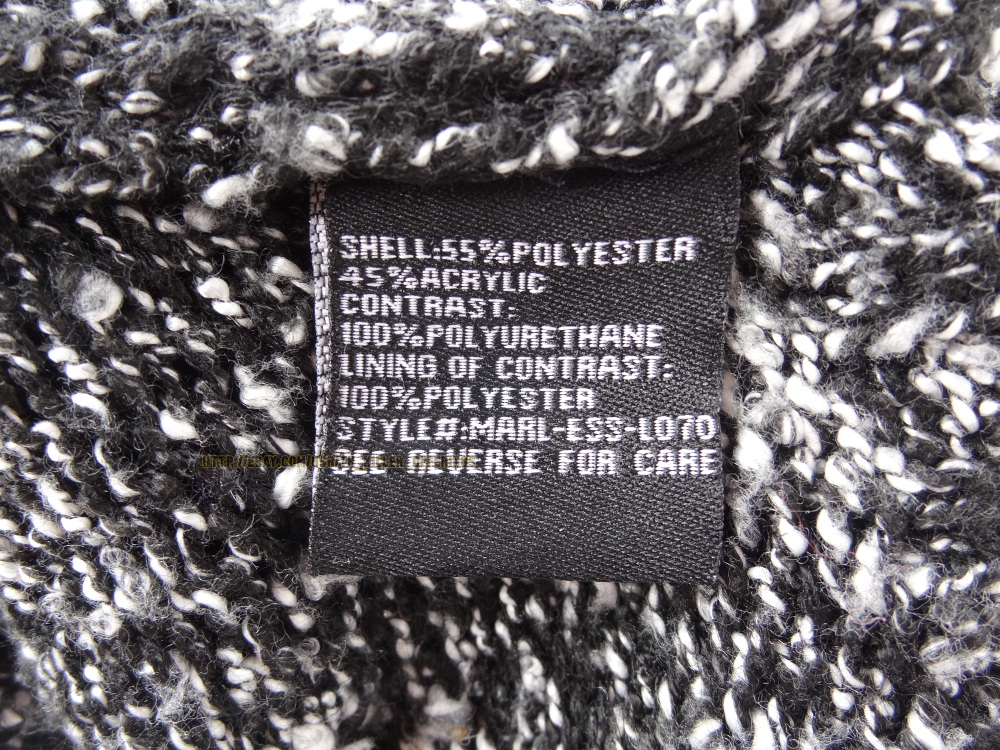 SHELL:55%POLYESTER
45%ACRYLIC
CONTRAST:
100%POLYURETHANE
LINING OF CONTRAST:
100%POLYESTER
STYLE#:MARL-ESS-L070
SEE REVERSE FOR CARE